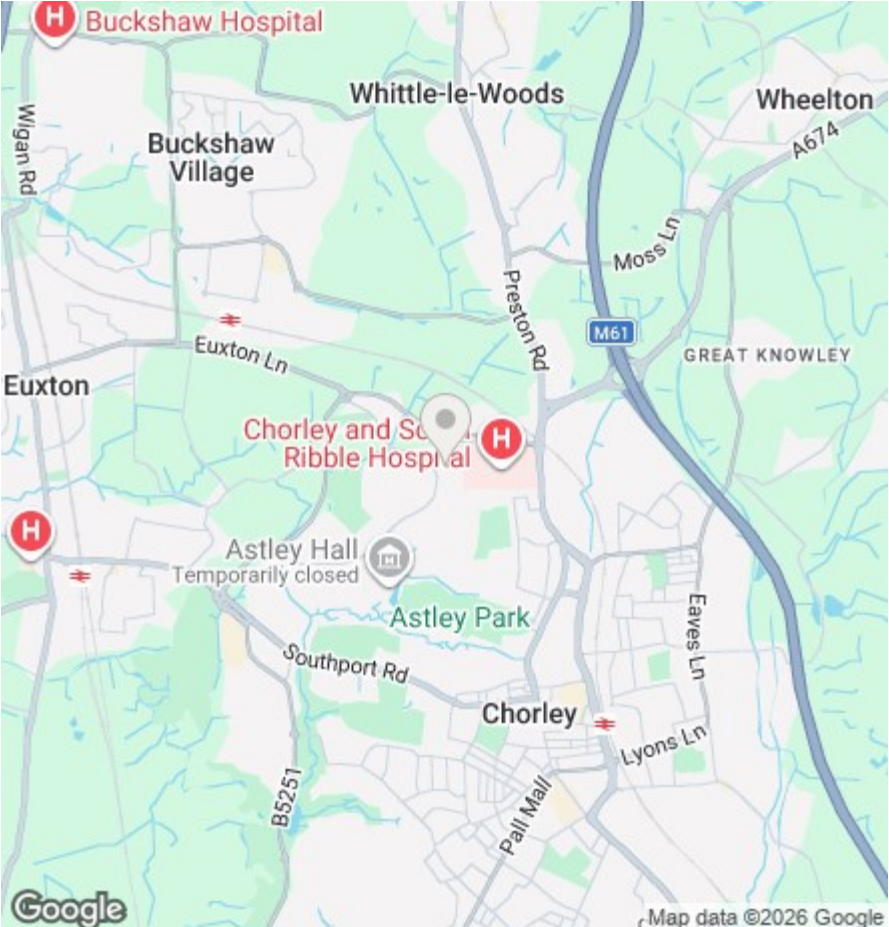 Buckshaw Hospital
Whittle-le-Woods
Wheelton
A674
Wigan Rd
Buckshaw
Village
Moss Ln
Preston Rd
M61
Euxton Ln
GREAT KNOWLEY
Euxton
Chorley and
Ribble Hospital
Astley Hall
Temporarily closed
Astley Park
Eaves Ln
Southport Rd
Chorley
Lyons Ln
B5251
Pall Mall
Google
Map data ©2026 Google